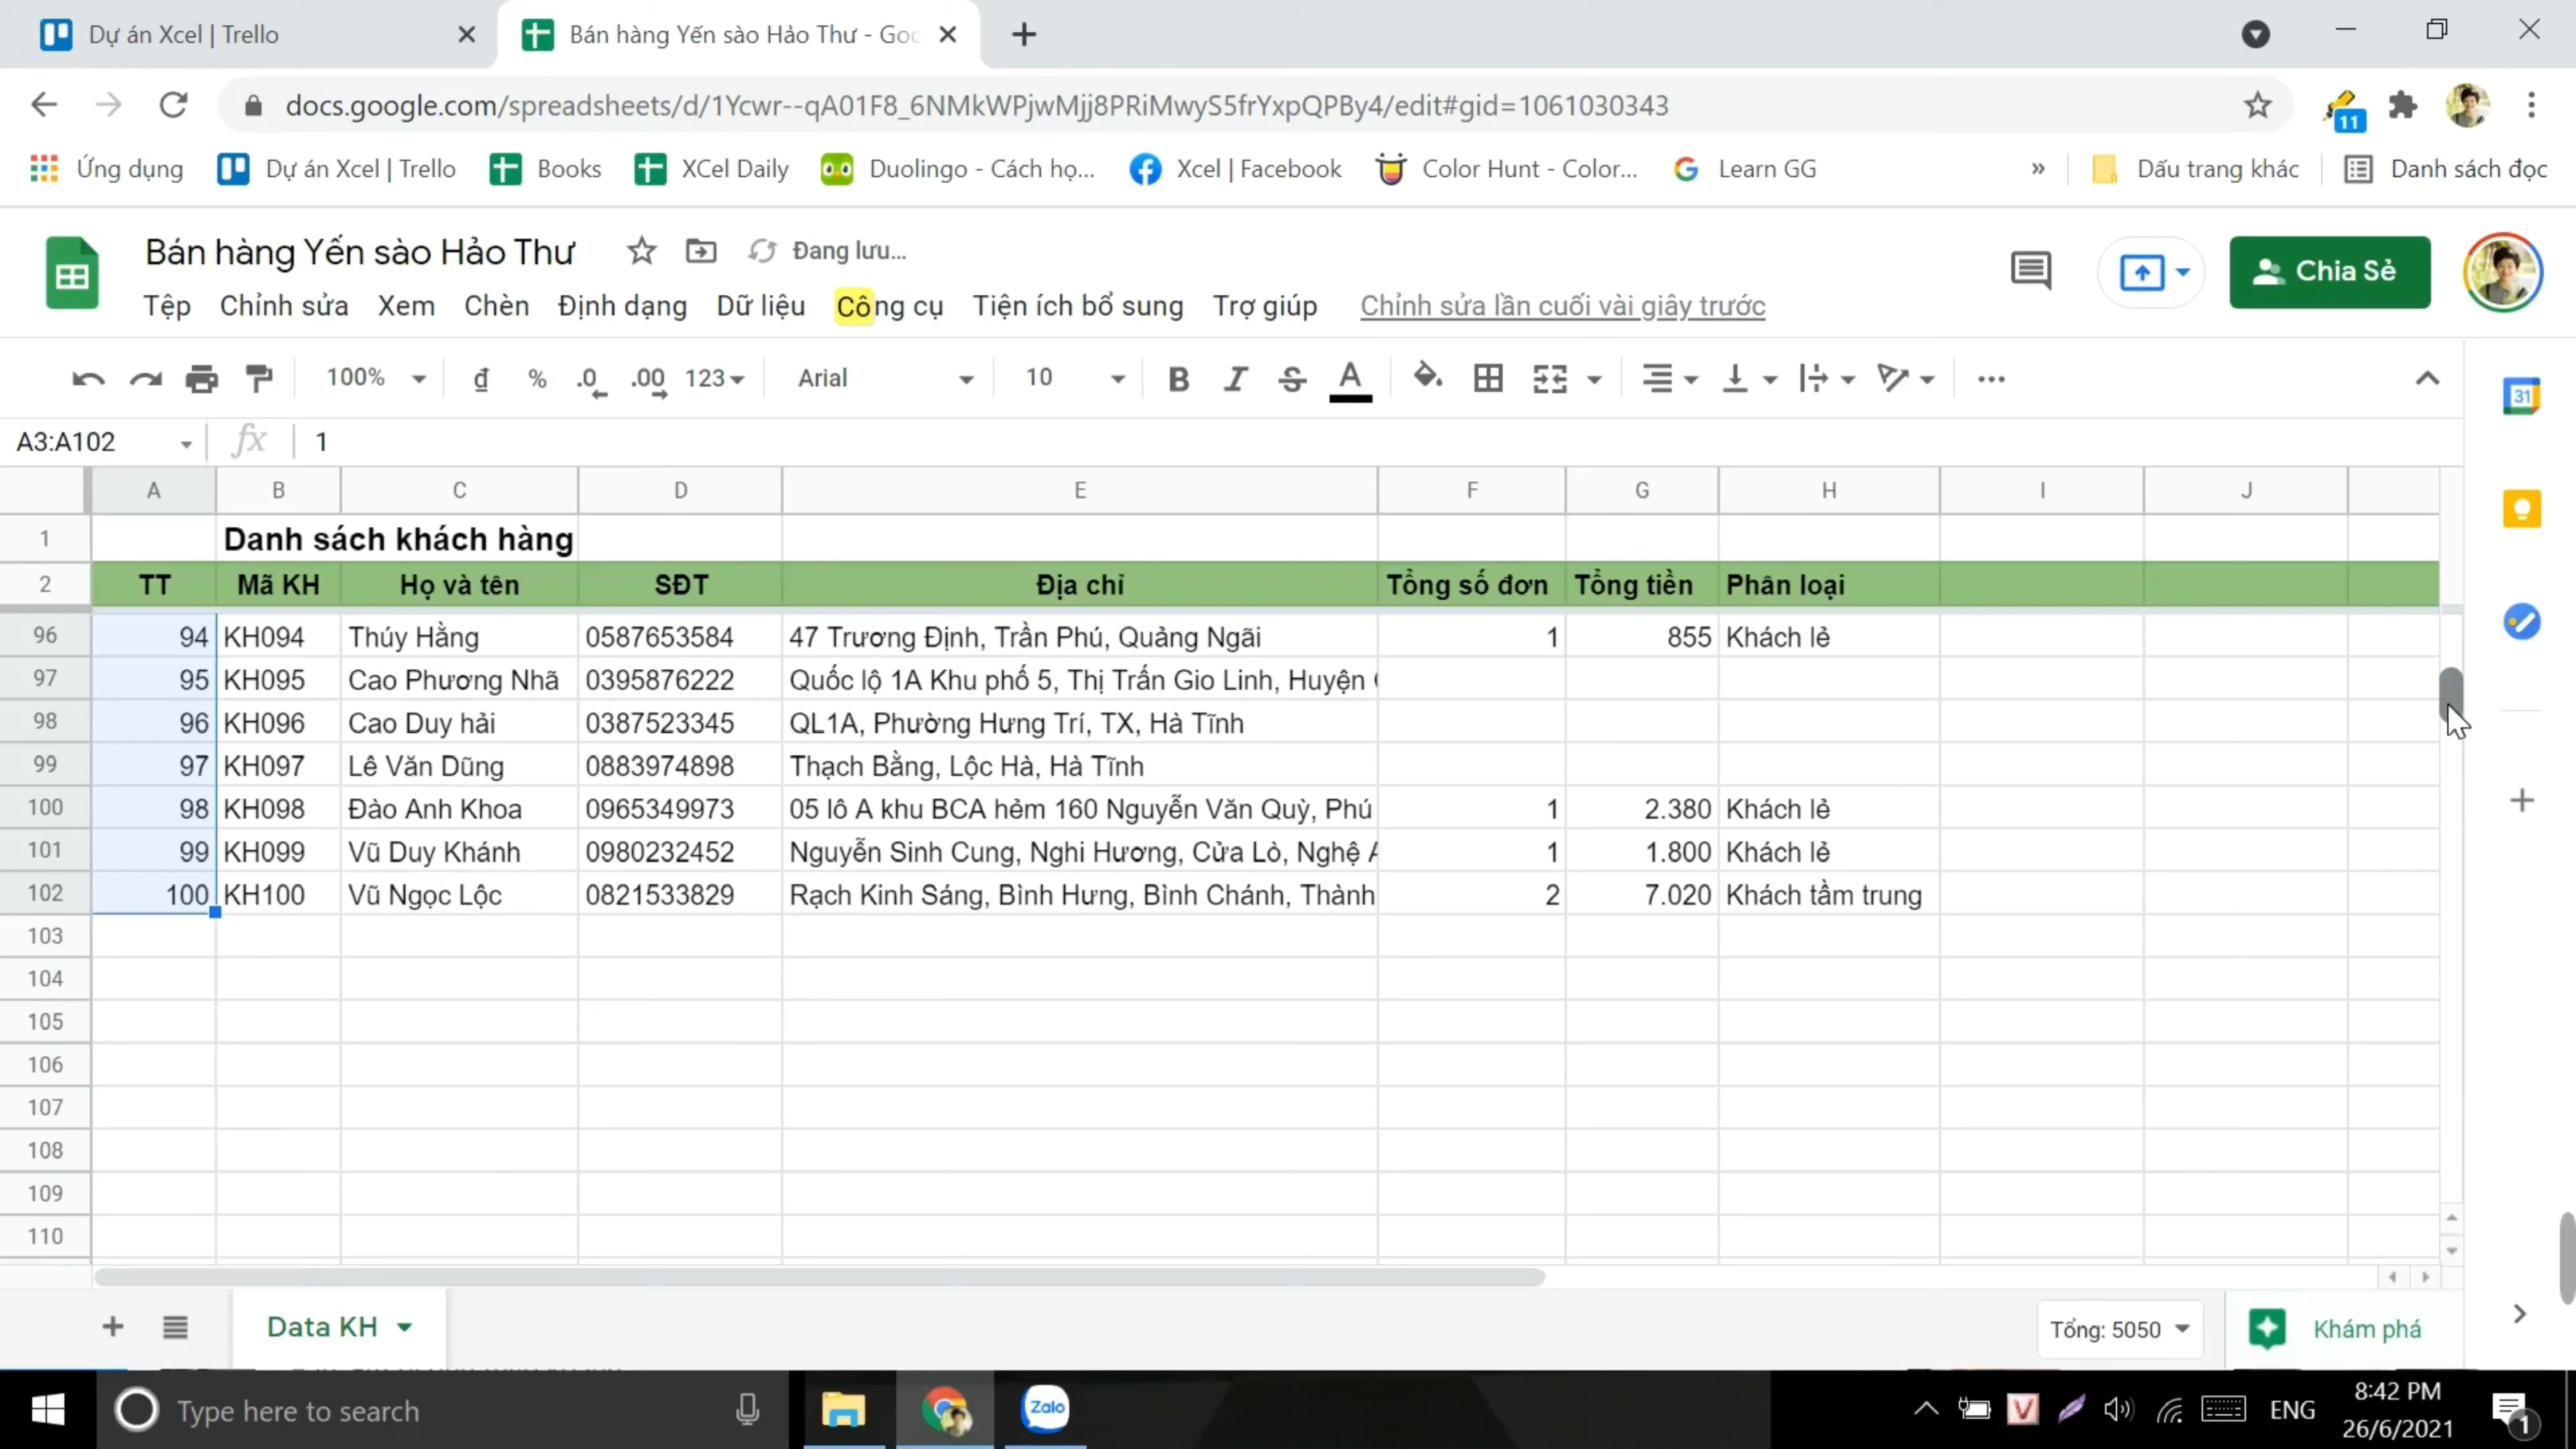 Dự án Xcel | Trello
Bán hàng Yến sào Hảo Thư - Goo
docs.google.com/spreadsheets/d/1Ycwr--qA01F8_6NMkWPjwMjj8PRiMwyS5frYxpQPBy4/edit#gid=1061030343
11
Ứng dụng Dự án Xcel | Trello Books XCel Daily Duolingo - Cách họ... Xcel | Facebook Color Hunt - Color... Learn GG » Dấu trang khác Danh sách đọc
Bán hàng Yến sào Hảo Thư Đang lưu...
Chia Sẻ
Tệp Chỉnh sửa Xem Chèn Định dạng Dữ liệu Công cụ Tiện ích bổ sung Trợ giúp Chỉnh sửa lần cuối vài giây trước
100% đ % .0 .00 123 Arial 10 B I S A
31
A3:A102 fx 1
A B C D E F G H I J
1 Danh sách khách hàng
2 TT Mã KH Họ và tên SĐT Địa chỉ Tổng số đơn Tổng tiền Phân loại
96 94 KH094 Thúy Hằng 0587653584 47 Trương Định, Trần Phú, Quảng Ngãi 1 855 Khách lẻ
97 95 KH095 Cao Phương Nhã 0395876222 Quốc lộ 1A Khu phố 5, Thị Trấn Gio Linh, Huyện
98 96 KH096 Cao Duy hải 0387523345 QL1A, Phường Hưng Trí, TX, Hà Tĩnh
99 97 KH097 Lê Văn Dũng 0883974898 Thạch Bằng, Lộc Hà, Hà Tĩnh
100 98 KH098 Đào Anh Khoa 0965349973 05 lô A khu BCA hẻm 160 Nguyễn Văn Quỳ, Phú 1 2.380 Khách lẻ
101 99 KH099 Vũ Duy Khánh 0980232452 Nguyễn Sinh Cung, Nghi Hương, Cửa Lò, Nghệ 1 1.800 Khách lẻ
102 100 KH100 Vũ Ngọc Lộc 0821533829 Rạch Kinh Sáng, Bình Hưng, Bình Chánh, Thành 2 7.020 Khách tầm trung
103
104
105
106
107
108
109
110
Data KH Tổng: 5050 Khám phá
Type here to search Zalo V ENG
8:42 PM
26/6/2021
1